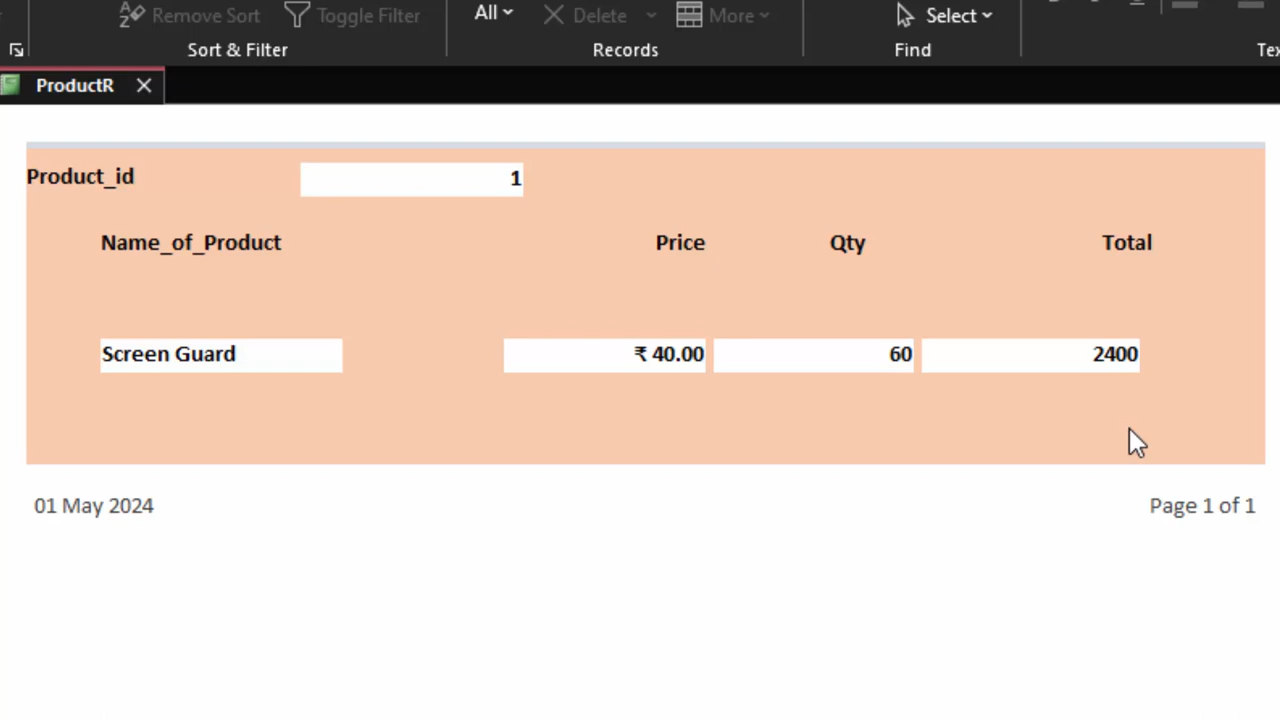 Remove Sort Toggle Filter All Delete More Select
Sort & Filter Records Find
ProductR
Product_id 1
Name_of_Product Price Qty Total
Screen Guard ₹ 40.00 60 2400
01 May 2024 Page 1 of 1